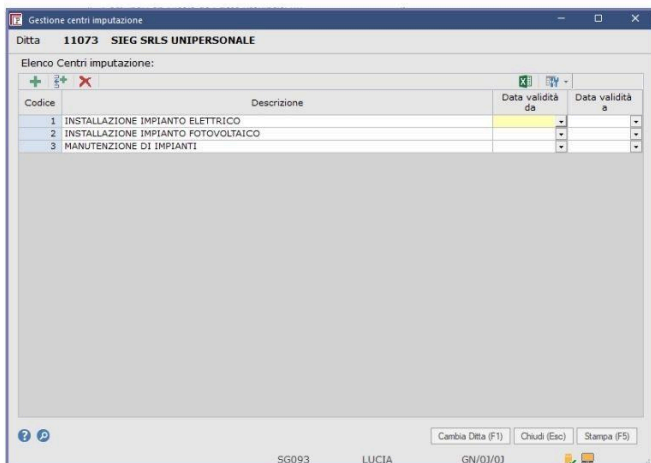 Gestione centri imputazione
Ditta 11073 SIEG SRLS UNIPERSONALE
Elenco Centri imputazione:
Codice Descrizione Data validità da Data validità a
1 INSTALLAZIONE IMPIANTO ELETTRICO
2 INSTALLAZIONE IMPIANTO FOTOVOLTAICO
3 MANUTENZIONE DI IMPIANTI
Cambia Ditta (F1) Chiudi (Esc) Stampa (F5)
SG093 LUCIA GN/0J/0J